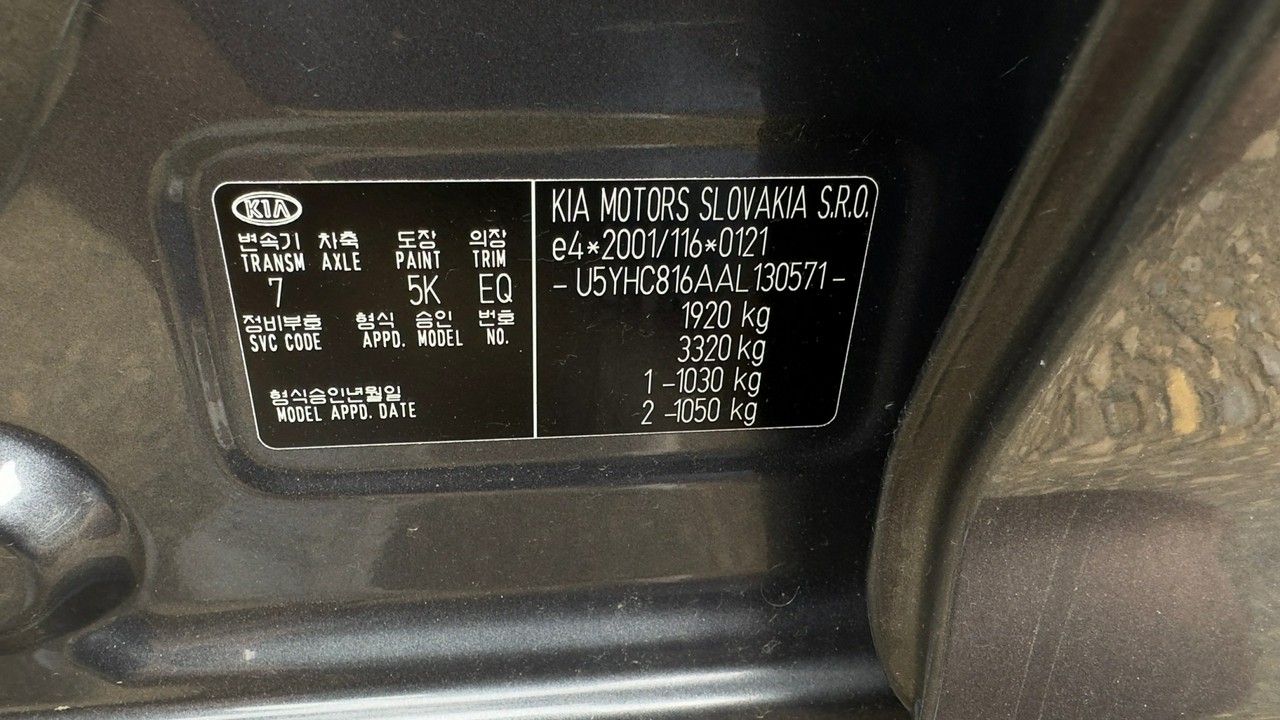 KIA
변속기 차축 도장 의장
TRANSM AXLE PAINT TRIM
7 5K EQ
정비부호 형식 승인 번호
SVC CODE APPD. MODEL NO.
형식승인년월일
MODEL APPD. DATE
KIA MOTORS SLOVAKIA S.R.O.
e4*2001/116*0121
- U5YHC816AAL130571 -
1920 kg
3320 kg
1 -1030 kg
2 -1050 kg